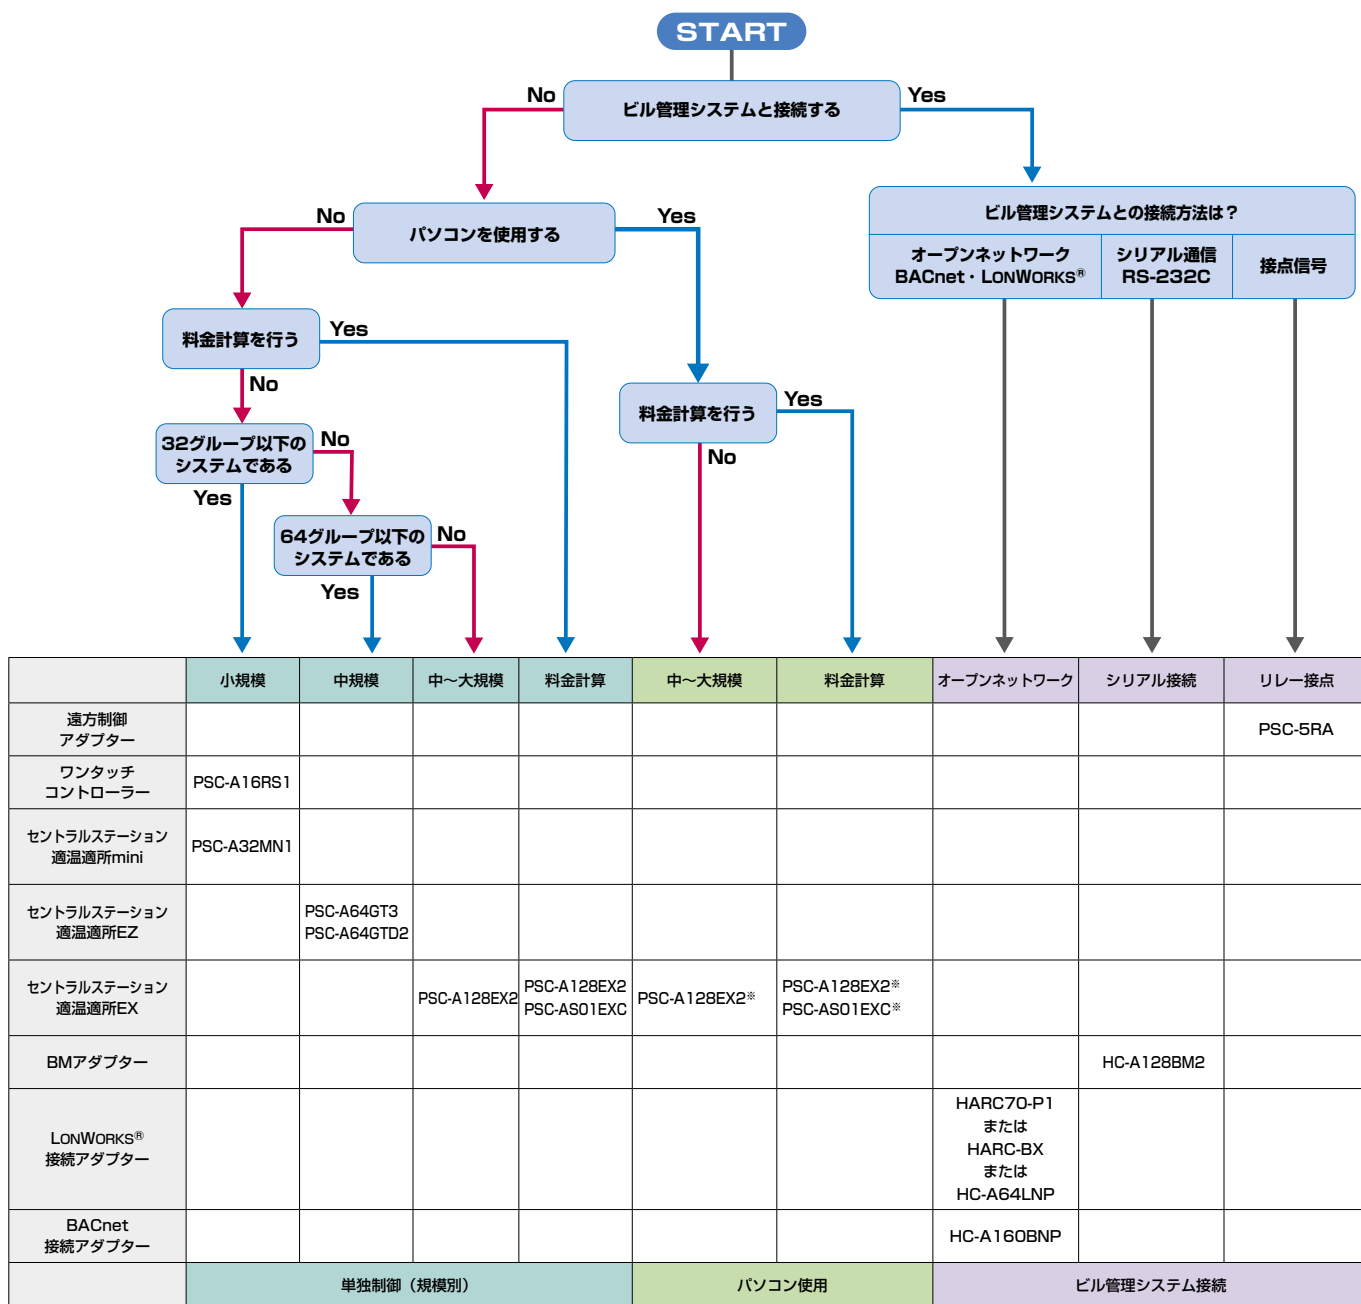 START
No
ビル管理システムと接続する
Yes
No
パソコンを使用する
Yes
ビル管理システムとの接続方法は？
オープンネットワーク
BACnet・LONWORKS®
シリアル通信
RS-232C
接点信号
料金計算を行う
Yes
No
料金計算を行う
Yes
No
32グループ以下の
システムである
No
Yes
64グループ以下の
システムである
No
Yes
小規模
中規模
中～大規模
料金計算
中～大規模
料金計算
オープンネットワーク
シリアル接続
リレー接点
遠方制御
アダプター
PSC-5RA
ワンタッチ
コントローラー
PSC-A16RS1
セントラルステーション
適温適所mini
PSC-A32MN1
セントラルステーション
適温適所EZ
PSC-A64GT3
PSC-A64GTD2
セントラルステーション
適温適所EX
PSC-A128EX2
PSC-A128EX2
PSC-AS01EXC
PSC-A128EX2※
PSC-A128EX2※
PSC-AS01EXC※
BMアダプター
HC-A128BM2
LONWORKS®
接続アダプター
HARC70-P1
または
HARC-BX
または
HC-A64LNP
BACnet
接続アダプター
HC-A160BNP
単独制御（規模別）
パソコン使用
ビル管理システム接続